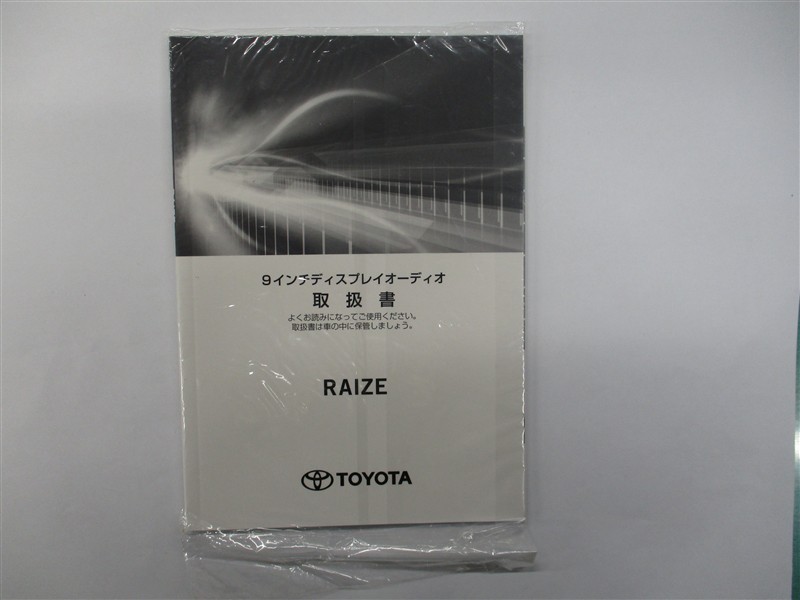 9インチディスプレイオーディオ
取扱書
よくお読みになってご使用ください。
取扱書は車の中に保管しましょう。
RAIZE
TOYOTA